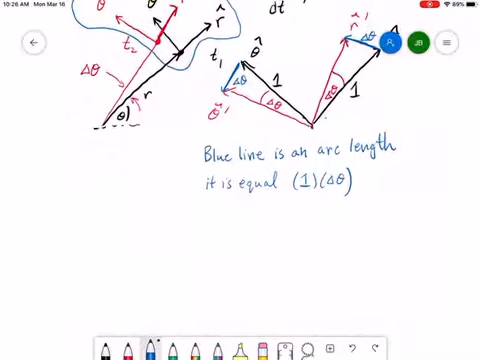 10:26 AM Mon Mar 16
89%
θ
θ
r̂
dt
r̂'
t₂
t₁
θ̂
Δθ
JB
Δθ
r
1
Δθ
1
θ
θ̂'
Δθ
Blue line is an arc length
it is equal (1)(Δθ)